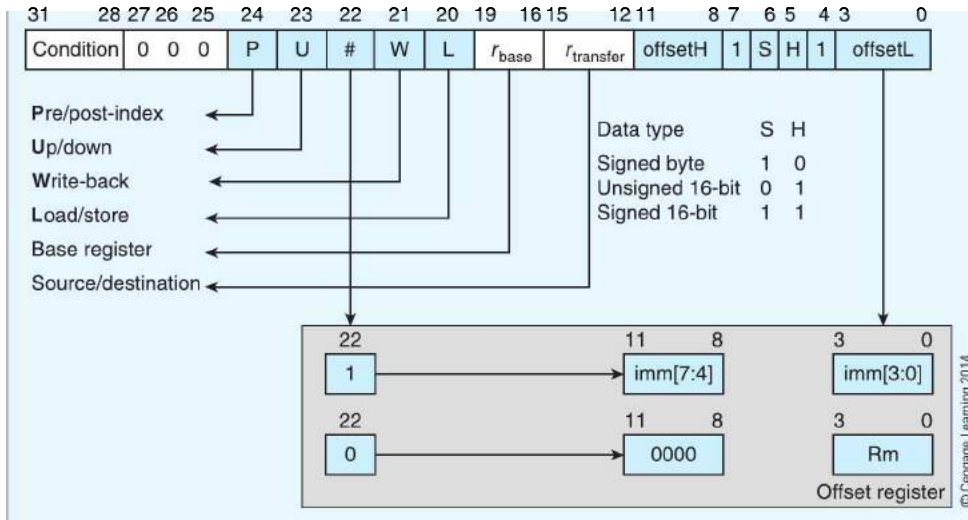 31 28 27 26 25 24 23 22 21 20 19 16 15 12 11 8 7 6 5 4 3 0
Condition 0 0 0 P U # W L rbase rtransfer offsetH 1 S H 1 offsetL
Pre/post-index
Up/down
Write-back
Load/store
Base register
Source/destination
Data type S H
Signed byte 1 0
Unsigned 16-bit 0 1
Signed 16-bit 1 1
22 11 8 3 0
1 imm[7:4] imm[3:0]
22 11 8 3 0
0 0000 Rm
Offset register
© Cengage Learning 2014